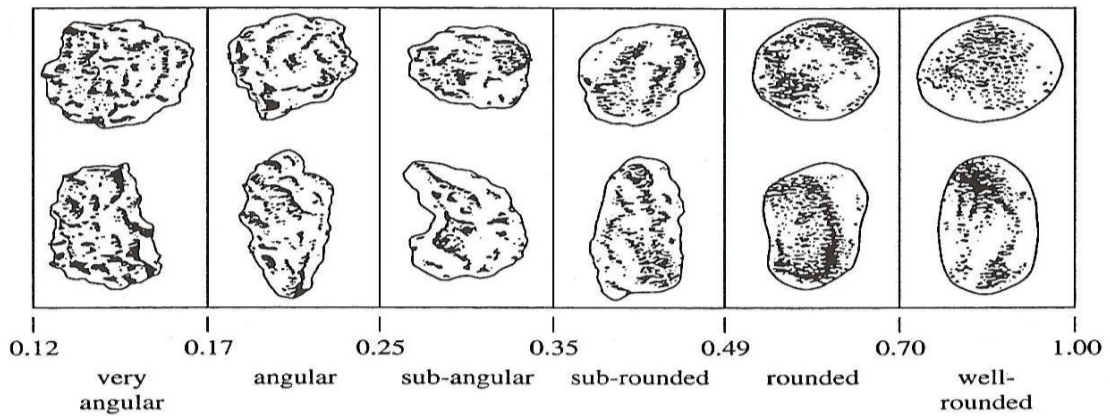 0.12 0.17 0.25 0.35 0.49 0.70 1.00
very angular sub-angular sub-rounded rounded well-
angular rounded